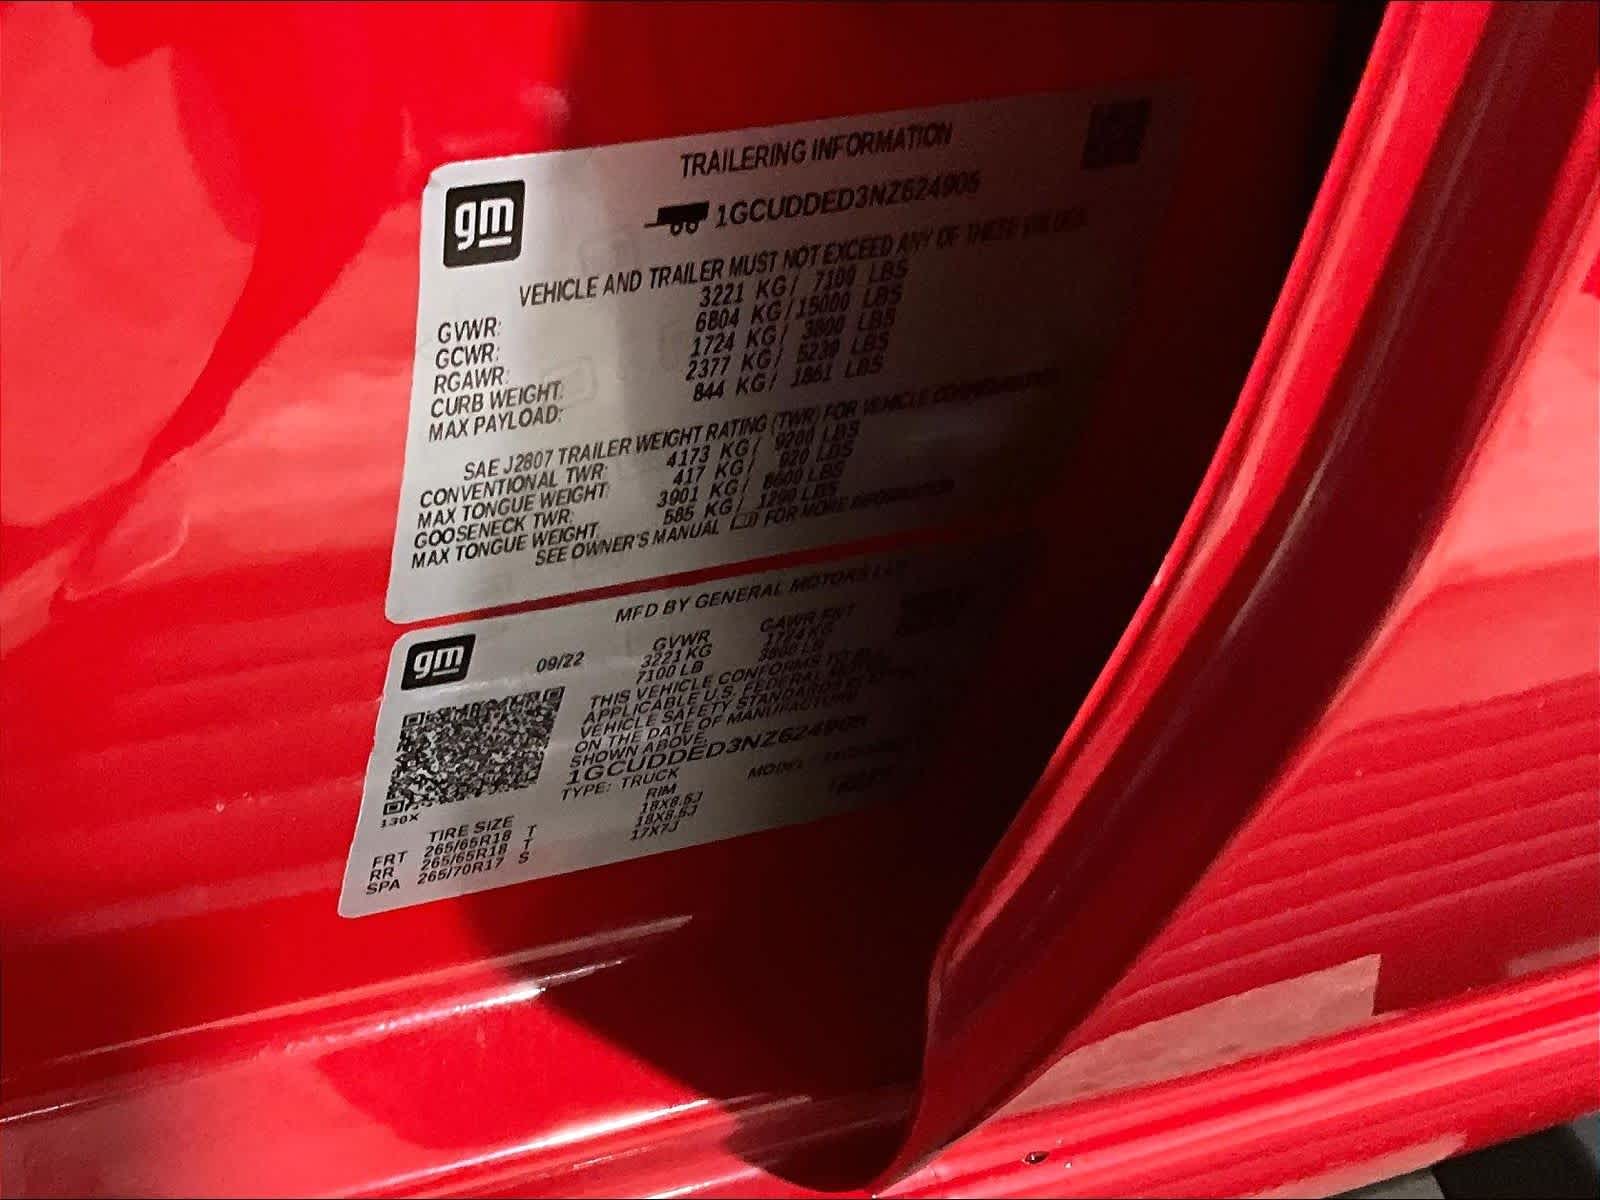 gm
TRAILERING INFORMATION
1GCUDDED3NZ624905
VEHICLE AND TRAILER MUST NOT EXCEED ANY OF THESE VALUES
GVWR: 3221 KG/ 7100 LBS
GCWR: 6804 KG/15000 LBS
RGAWR: 1724 KG/ 3800 LBS
CURB WEIGHT: 2377 KG/ 5239 LBS
MAX PAYLOAD: 844 KG/ 1861 LBS
SAE J2807 TRAILER WEIGHT RATING (TWR) FOR VEHICLE CONFIGURATION
CONVENTIONAL TWR: 4173 KG/ 9200 LBS
MAX TONGUE WEIGHT: 417 KG/ 920 LBS
GOOSENECK TWR: 3901 KG/ 8600 LBS
MAX TONGUE WEIGHT 585 KG/ 1290 LBS
SEE OWNER'S MANUAL FOR MORE INFORMATION
gm
MFD BY GENERAL MOTORS LLC
09/22
GVWR GAWR F&T
3221 KG 1724 KG
7100 LB 3800 LB
THIS VEHICLE CONFORMS TO ALL
APPLICABLE U.S. FEDERAL MOTOR
VEHICLE SAFETY STANDARDS
ON THE DATE OF MANUFACTURE
SHOWN ABOVE.
1GCUDDED3NZ624905
TYPE: TRUCK MODEL
130X
TIRE SIZE RIM
FRT 265/65R18 T 18X8.5J
RR 265/65R18 T 18X8.5J
SPA 265/70R17 S 17X7J